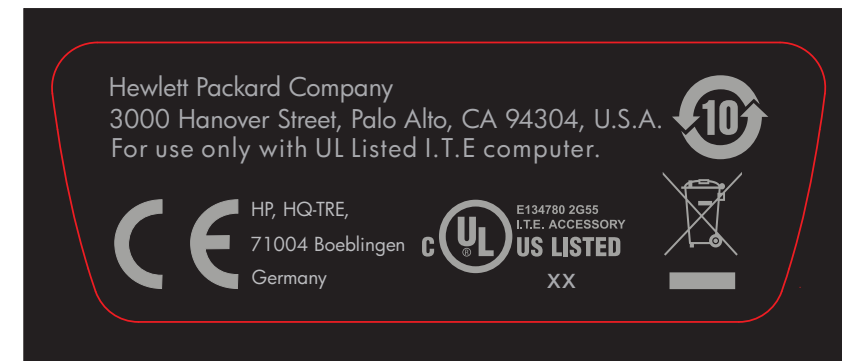 Hewlett Packard Company
3000 Hanover Street, Palo Alto, CA 94304, U.S.A.
For use only with UL Listed I.T.E computer.
10
CE
HP, HQ-TRE,
71004 Boeblingen
Germany
C UL ®
E134780 2G55
I.T.E. ACCESSORY
US LISTED
XX